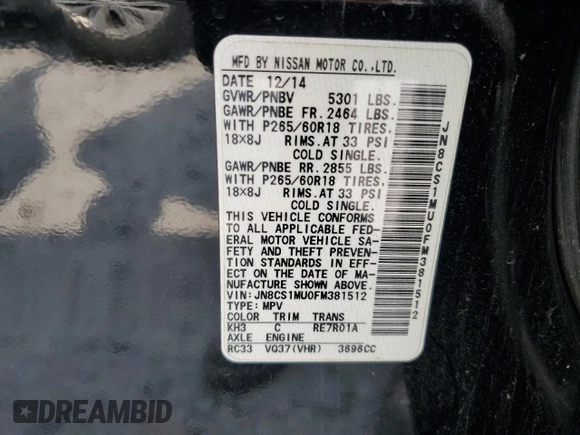 MFD BY NISSAN MOTOR CO.,LTD.
DATE 12/14
GVWR/PNBV 5301 LBS.
GAWR/PNBE FR. 2464 LBS.
WITH P265/60R18 TIRES,
18X8J RIMS.AT 33 PSI
COLD SINGLE.
GAWR/PNBE RR. 2855 LBS.
WITH P265/60R18 TIRES,
18X8J RIMS.AT 33 PSI
COLD SINGLE.
THIS VEHICLE CONFORMS
TO ALL APPLICABLE FED-
ERAL MOTOR VEHICLE SA-
FETY AND THEFT PREVEN-
TION STANDARDS IN EFF-
ECT ON THE DATE OF MA-
NUFACTURE SHOWN ABOVE.
VIN:JN8CS1MU0FM381512
TYPE: MPV
COLOR TRIM TRANS
KH3 C RE7R01A
AXLE ENGINE
RC33 VQ37(VHR) 3696CC
JN8CS1MU0FM381512
DREAMBID